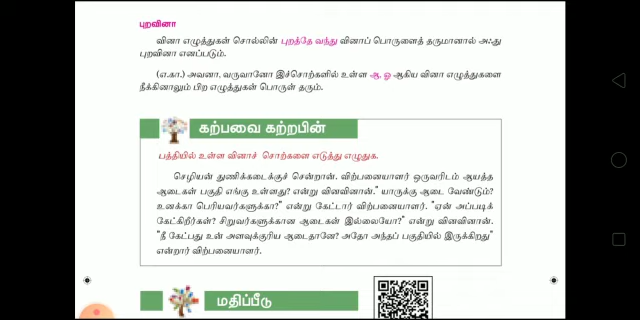 புறவினா
வினா எழுத்துகள் சொல்லின் புறத்தே வந்து வினாப் பொருளைத் தருமானால் அஃது
புறவினா எனப்படும்.
(எ.கா.) அவனா, வருவானோ இச்சொற்களில் உள்ள ஆ, ஓ ஆகிய வினா எழுத்துகளை
நீக்கினாலும் பிற எழுத்துகள் பொருள் தரும்.
கற்பவை கற்றபின்
பத்தியில் உள்ள வினாச் சொற்களை எடுத்து எழுதுக.
செழியன் துணிக்கடைக்குச் சென்றான். விற்பனையாளர் ஒருவரிடம் ஆயத்த
ஆடைகள் பகுதி எங்கு உள்ளது? என்று வினவினான்.“ யாருக்கு ஆடை வேண்டும்?
உனக்கா பெரியவர்களுக்கா?” என்று கேட்டார் விற்பனையாளர். “ஏன் அப்படிக்
கேட்கிறீர்கள்? சிறுவர்களுக்கான ஆடைகள் இல்லையோ?” என்று வினவினான்.
“நீ கேட்பது உன் அளவுக்குரிய ஆடைதானே? அதோ அந்தப் பகுதியில் இருக்கிறது”
என்றார் விற்பனையாளர்.
மதிப்பீடு